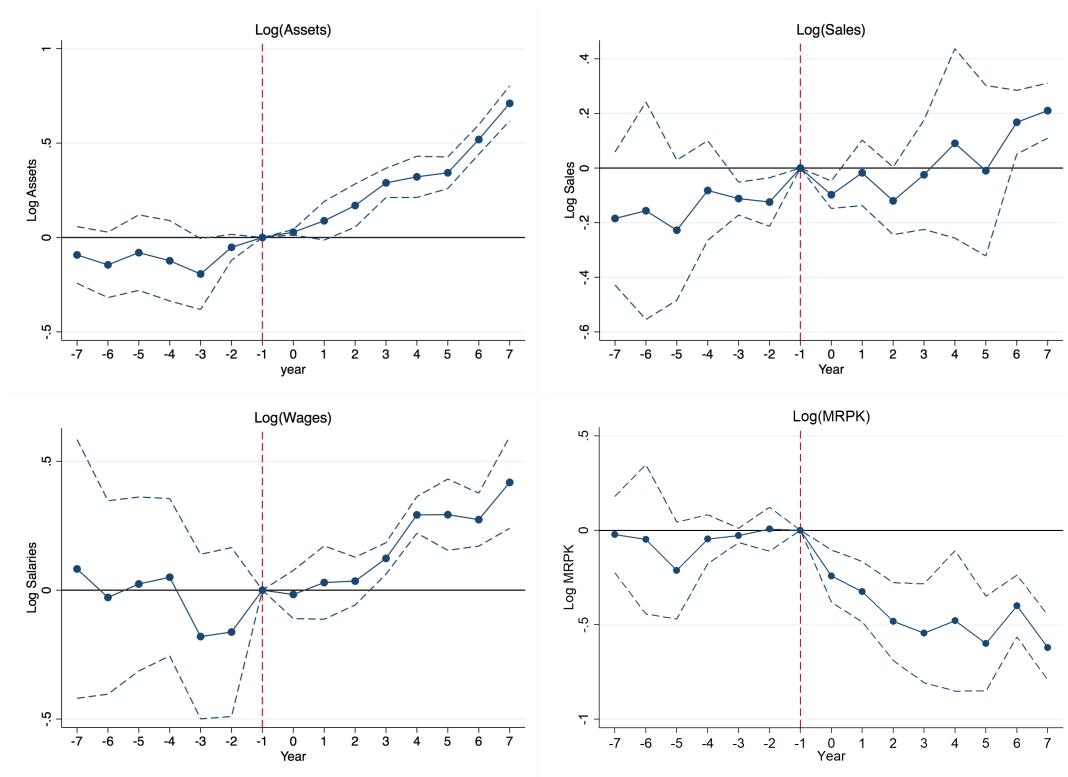 Log(Assets)
Log Assets
1
.5
0
-.5
-7 -6 -5 -4 -3 -2 -1 0 1 2 3 4 5 6 7
year
Log(Sales)
Log Sales
.4
.2
0
-.2
-.4
-.6
-7 -6 -5 -4 -3 -2 -1 0 1 2 3 4 5 6 7
Year
Log(Wages)
Log Salaries
.5
0
-.5
-7 -6 -5 -4 -3 -2 -1 0 1 2 3 4 5 6 7
Year
Log(MRPK)
Log MRPK
.5
0
-.5
-1
-7 -6 -5 -4 -3 -2 -1 0 1 2 3 4 5 6 7
Year